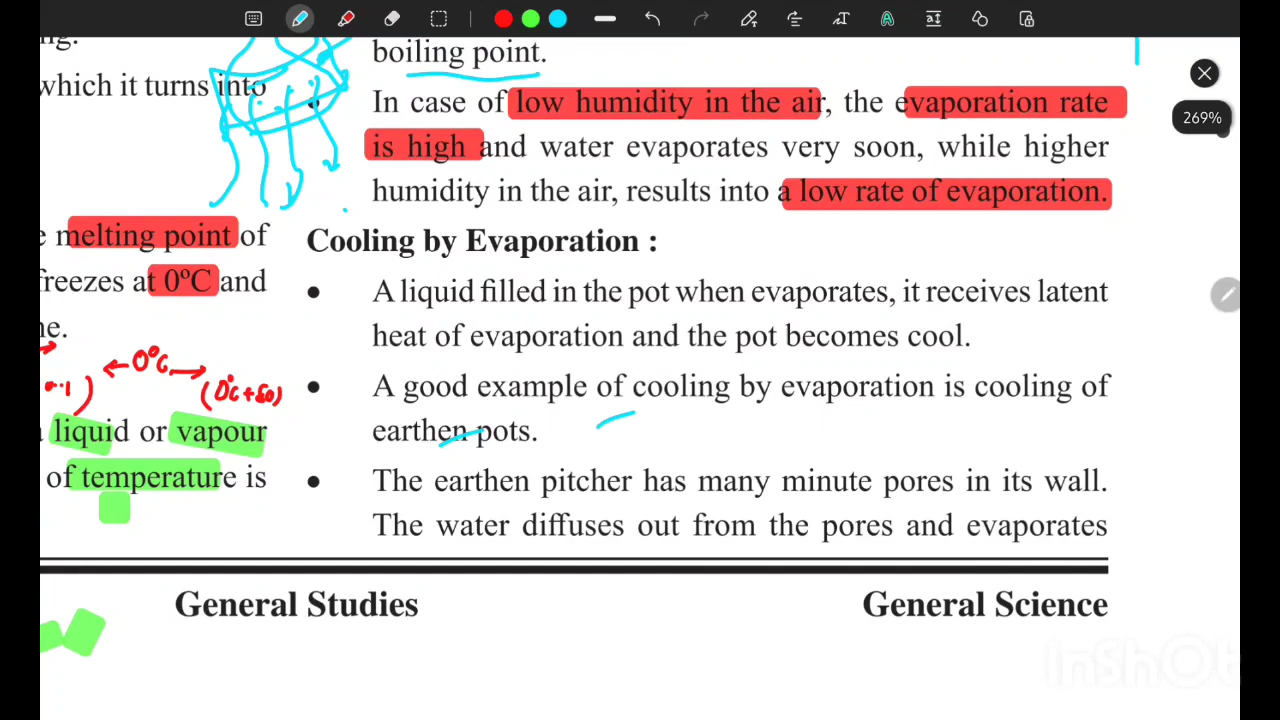 ng.
which it turns into
e melting point of
freezes at 0ºC and
ne.
←0°C→
(0°C+50)
liquid or vapour
of temperature is
boiling point.
• In case of low humidity in the air, the evaporation rate
is high and water evaporates very soon, while higher
humidity in the air, results into a low rate of evaporation.
Cooling by Evaporation :
• A liquid filled in the pot when evaporates, it receives latent
heat of evaporation and the pot becomes cool.
• A good example of cooling by evaporation is cooling of
earthen pots.
• The earthen pitcher has many minute pores in its wall.
The water diffuses out from the pores and evaporates
General Studies
General Science
269%
InShOt